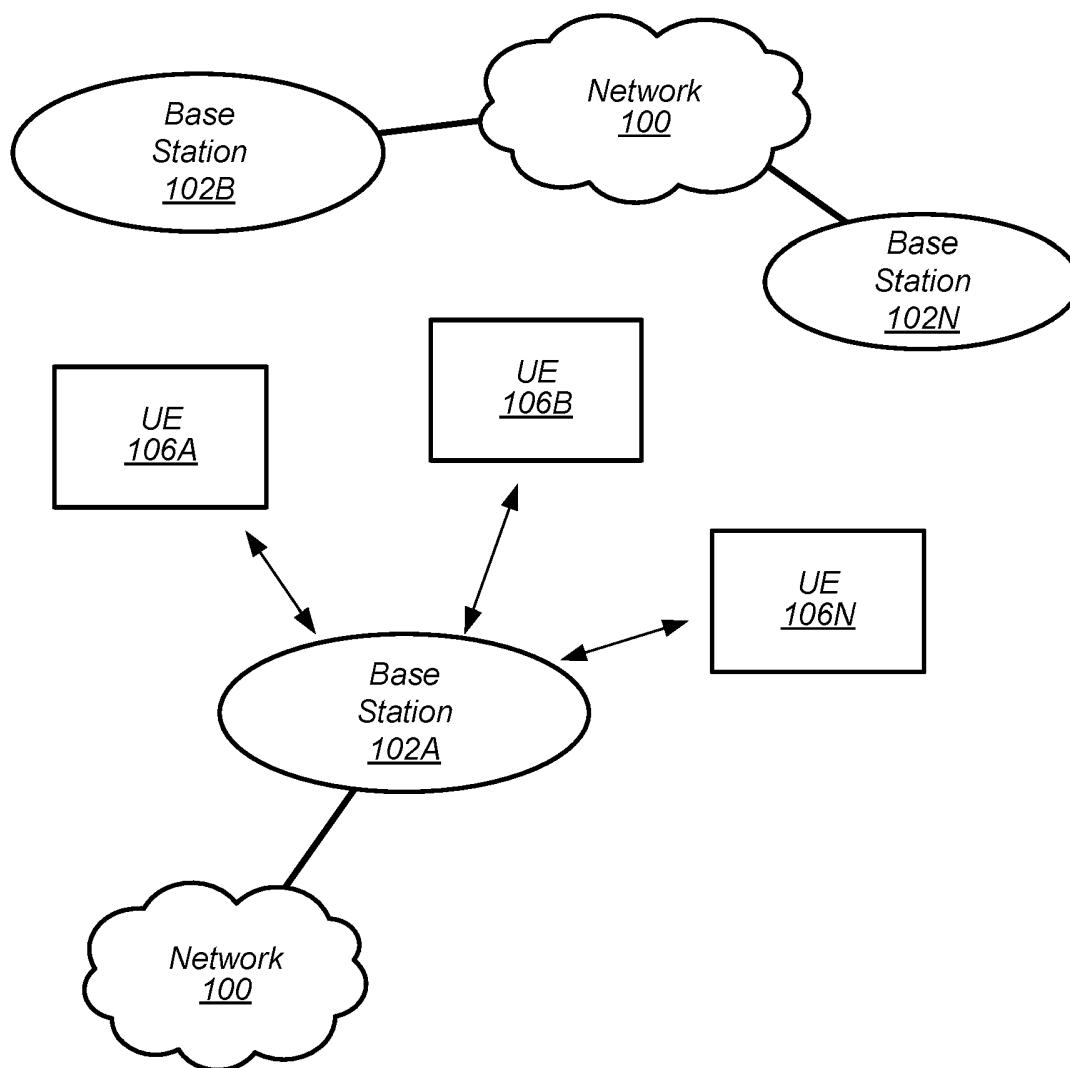 Network
100
Base
Station
102B
Base
Station
102N
UE
106B
UE
106A
UE
106N
Base
Station
102A
Network
100